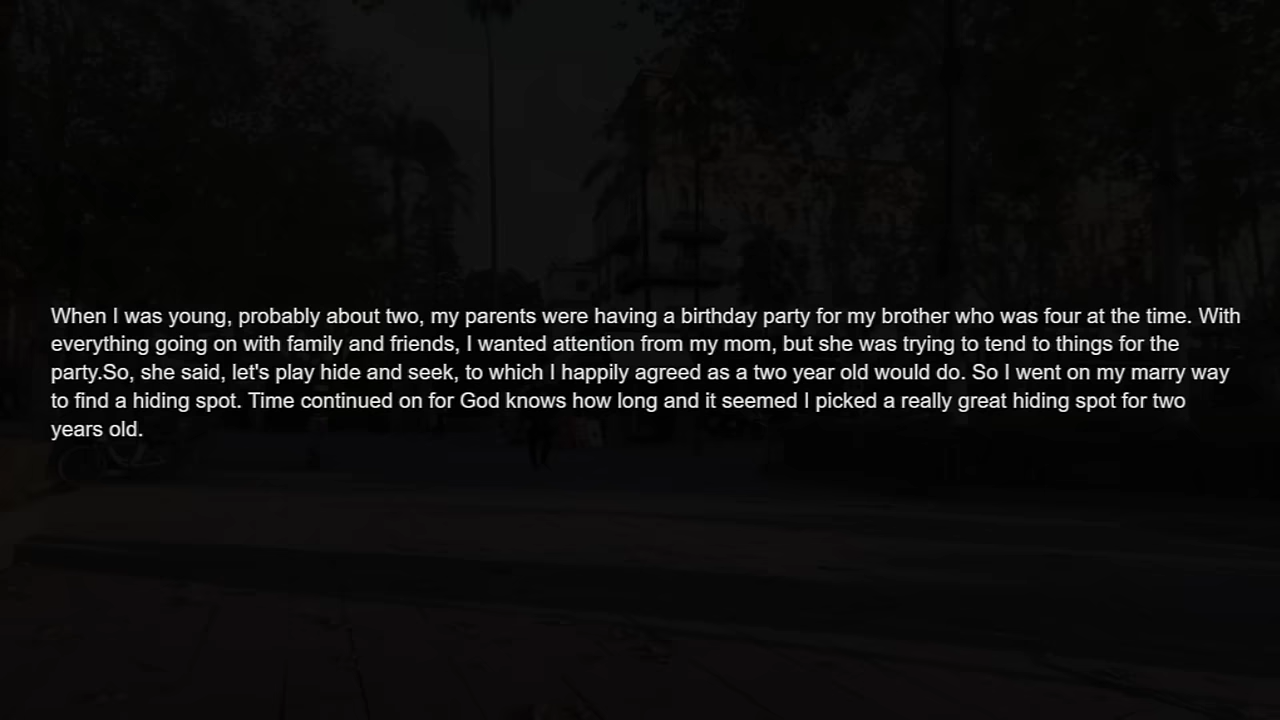 When I was young, probably about two, my parents were having a birthday party for my brother who was four at the time. With
everything going on with family and friends, I wanted attention from my mom, but she was trying to tend to things for the
party.So, she said, let's play hide and seek, to which I happily agreed as a two year old would do. So I went on my marry way
to find a hiding spot. Time continued on for God knows how long and it seemed I picked a really great hiding spot for two
years old.